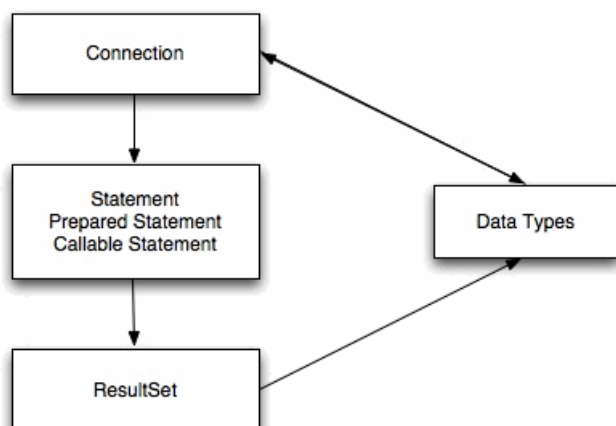 Connection
Statement
Prepared Statement
Callable Statement
Data Types
ResultSet